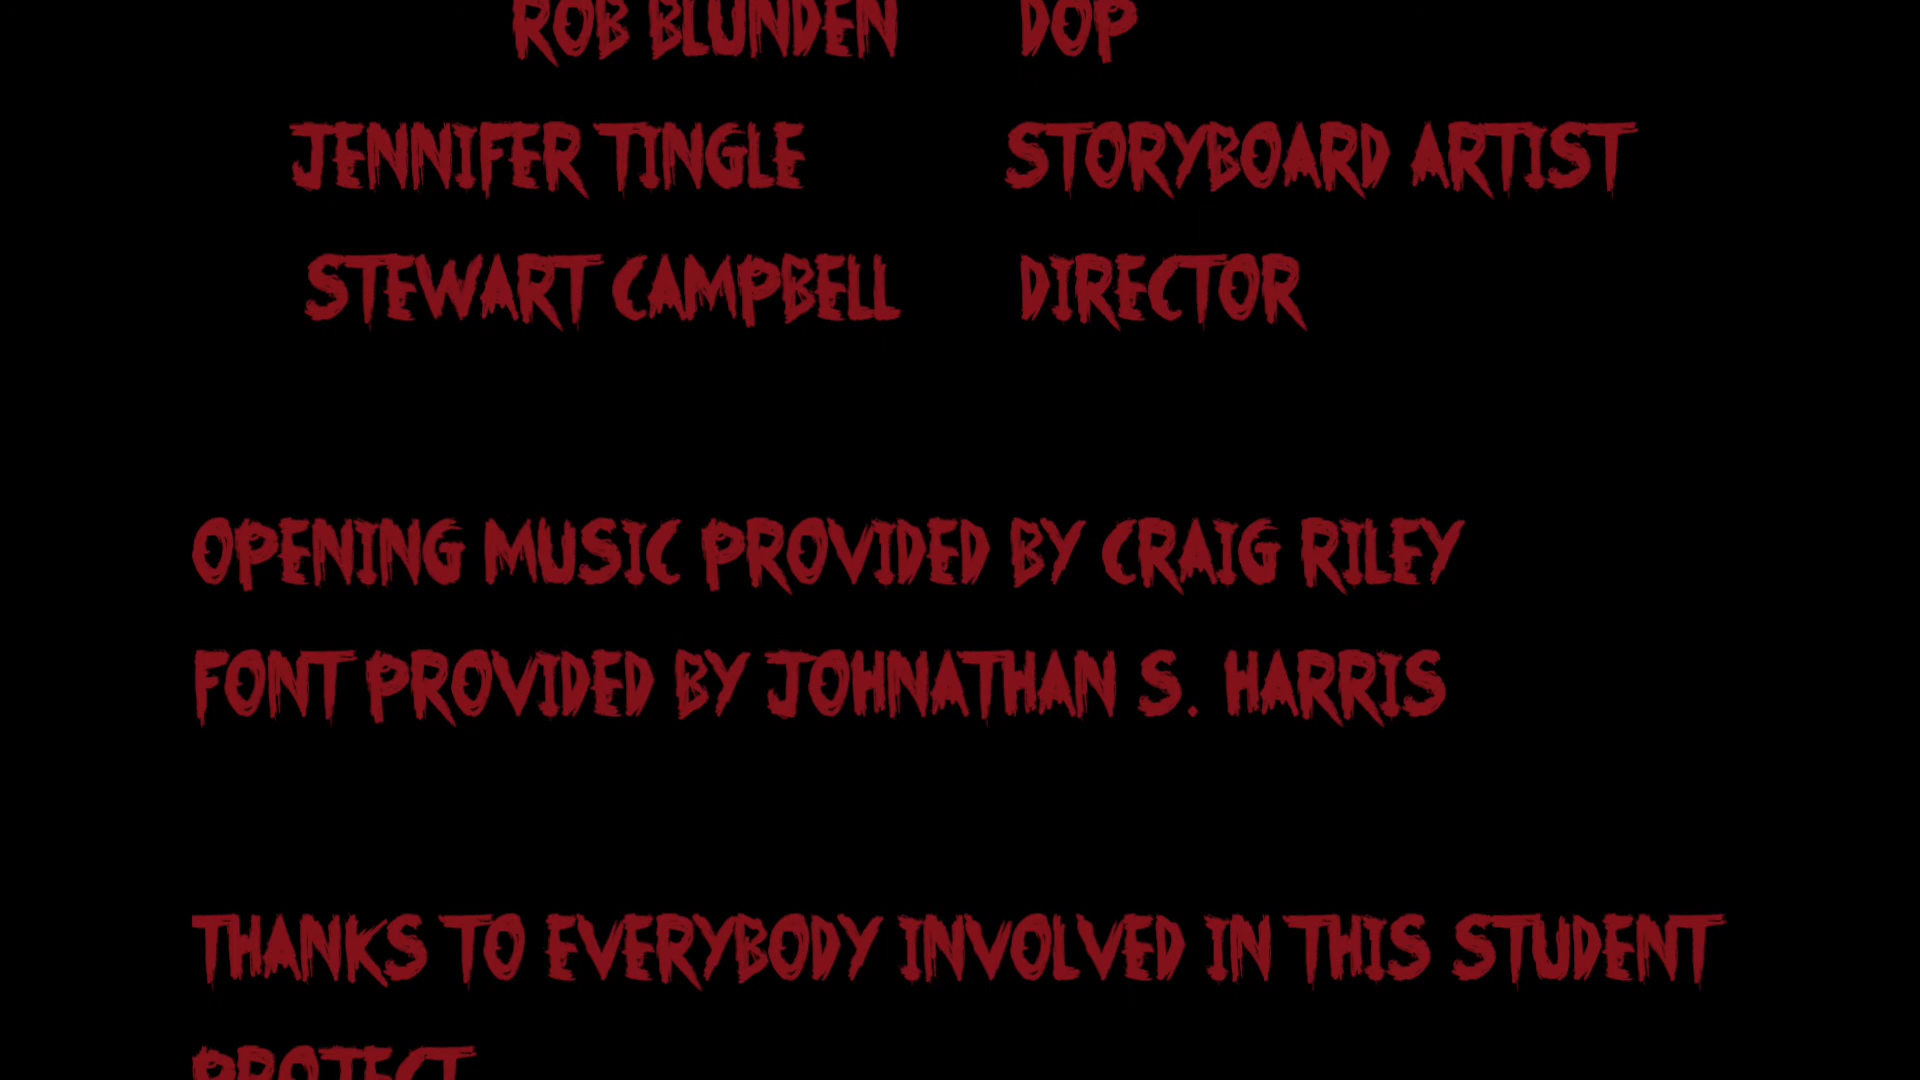 ROB BLUNDEN DOP
JENNIFER TINGLE STORYBOARD ARTIST
STEWART CAMPBELL DIRECTOR
OPENING MUSIC PROVIDED BY CRAIG RILEY
FONT PROVIDED BY JOHNATHAN S. HARRIS
THANKS TO EVERYBODY INVOLVED IN THIS STUDENT
PROJECT